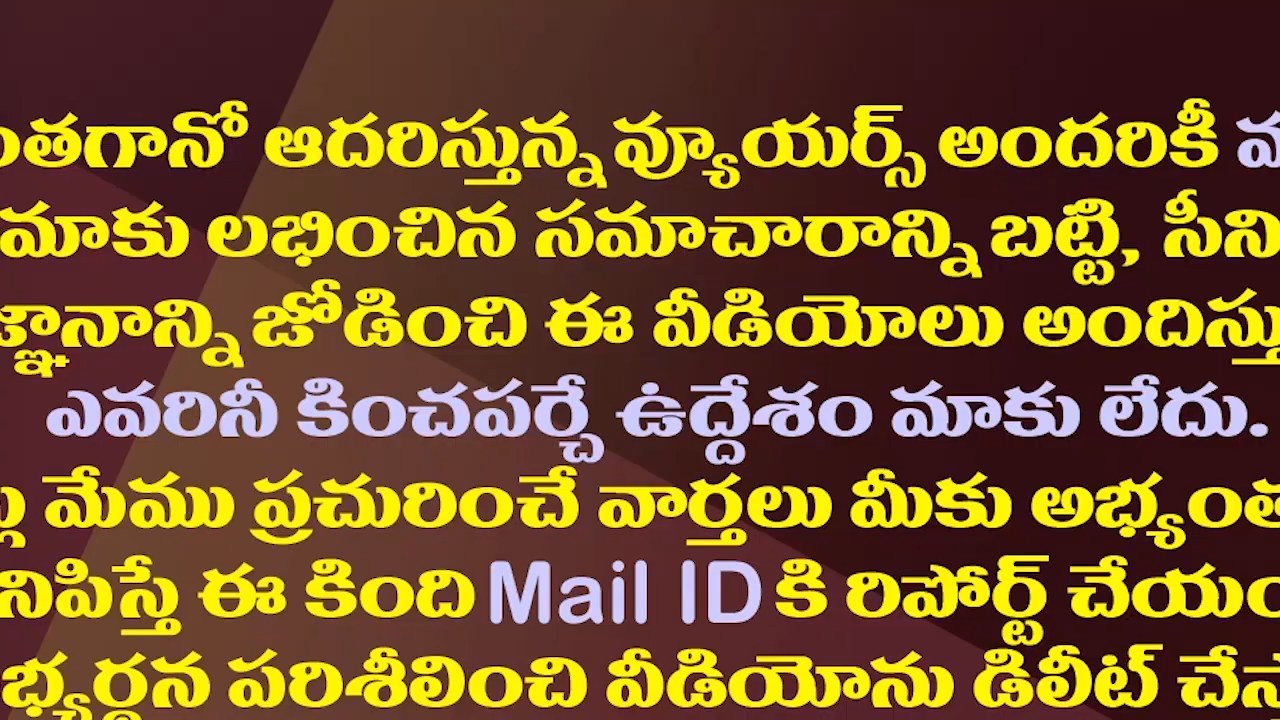 ంతగానో ఆదరిస్తున్న వ్యూయర్స్ అందరికీ
మాకు లభించిన సమాచారాన్ని బట్టి, సీని
జ్ఞానాన్ని జోడించి ఈ వీడియోలు అందిస్తు
ఎవరినీ కించపర్చే ఉద్దేశం మాకు లేదు.
మేము ప్రచురించే వార్తలు మీకు అభ్యంత
నిపిస్తే ఈ కింది Mail ID కి రిపోర్ట్ చేయం
భ్యర్థన పరిశీలించి వీడియోను డిలీట్ చేస